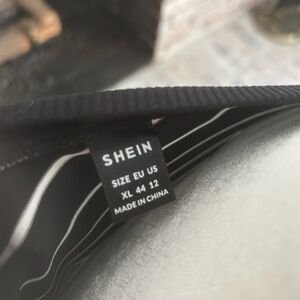 SHEIN
SIZE EU US
XL 44 12
MADE IN CHINA